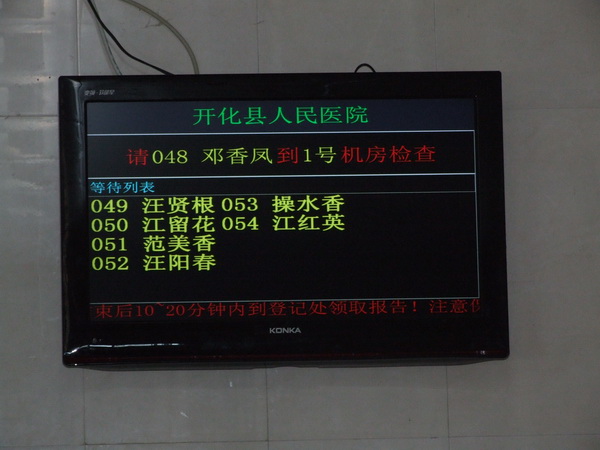 开化县人民医院
请048 邓香凤到1号机房检查
等待列表
049 汪贤根 053 操水香
050 江留花 054 江红英
051 范美香
052 汪阳春
束后10~20分钟内到登记处领取报告！注意
KONKA